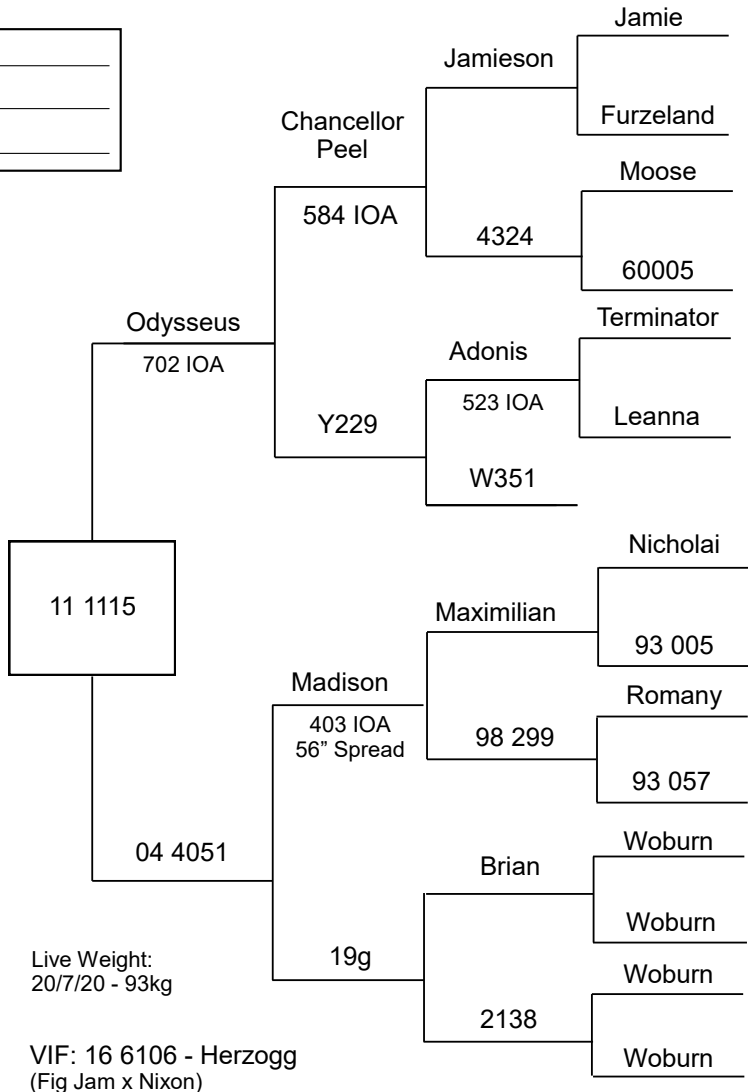 Jamie
Jamieson
Furzeland
Chancellor
Peel
584 IOA
Moose
4324
60005
Odysseus
702 IOA
Terminator
Adonis
523 IOA
Leanna
Y229
W351
11 1115
Nicholai
Maximilian
93 005
Madison
403 IOA
56” Spread
Romany
98 299
93 057
04 4051
Woburn
Brian
Woburn
19g
Woburn
2138
Woburn
Live Weight:
20/7/20 - 93kg
VIF: 16 6106 - Herzogg
(Fig Jam x Nixon)